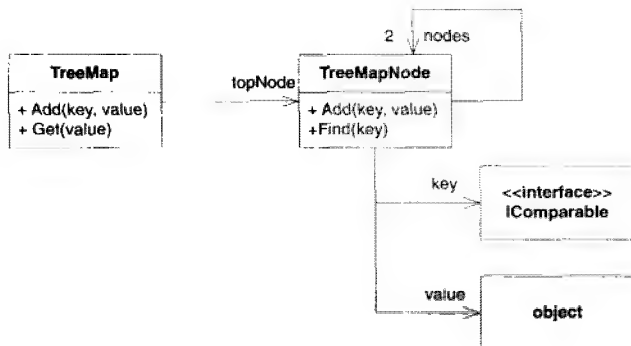 2 nodes
TreeMap
topNode
TreeMapNode
+ Add(key, value)
+ Get(value)
+ Add(key, value)
+Find(key)
key
<<interface>>
IComparable
value
object